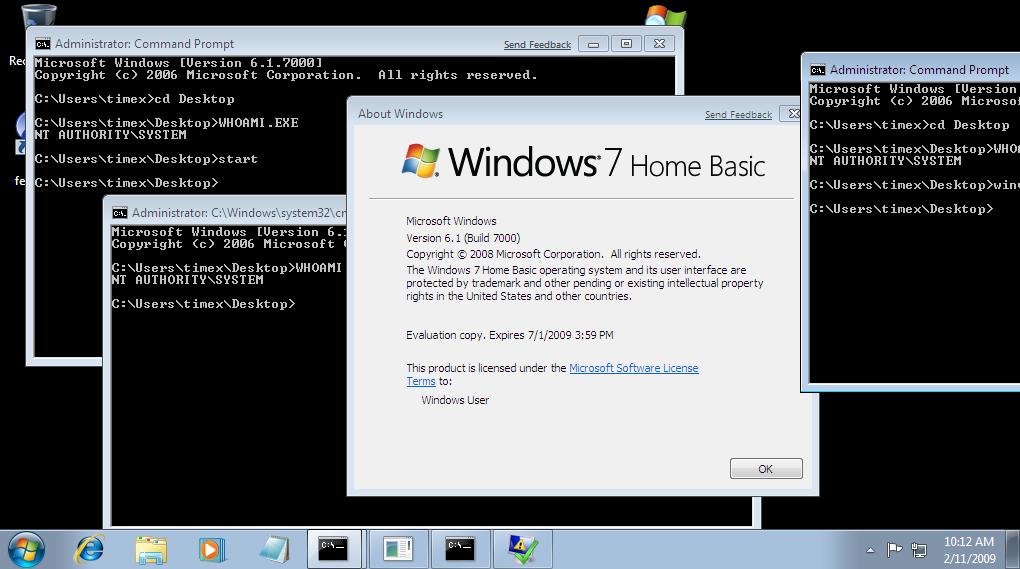 Administrator: Command Prompt
Send Feedback
Microsoft Windows [Version 6.1.7000]
Copyright (c) 2006 Microsoft Corporation.  All rights reserved.
C:\Users\timex>cd Desktop
C:\Users\timex\Desktop>WHOAMI.EXE
NT AUTHORITY\SYSTEM
C:\Users\timex\Desktop>start
C:\Users\timex\Desktop>
Administrator: C:\Windows\system32\
Microsoft Windows [Version 6.
Copyright (c) 2006 Microsoft
C:\Users\timex\Desktop>WHOAMI
NT AUTHORITY\SYSTEM
C:\Users\timex\Desktop>
About Windows
Send Feedback
Windows 7 Home Basic
Microsoft Windows
Version 6.1 (Build 7000)
Copyright © 2008 Microsoft Corporation.  All rights reserved.
The Windows 7 Home Basic operating system and its user interface are
protected by trademark and other pending or existing intellectual property
rights in the United States and other countries.
Evaluation copy. Expires 7/1/2009 3:59 PM
This product is licensed under the Microsoft Software License
Terms to:
Windows User
OK
Administrator: Command Prompt
Microsoft Windows [Version
Copyright (c) 2006 Microsof
C:\Users\timex>cd Desktop
C:\Users\timex\Desktop>WHO
NT AUTHORITY\SYSTEM
C:\Users\timex\Desktop>winv
C:\Users\timex\Desktop>
10:12 AM
2/11/2009